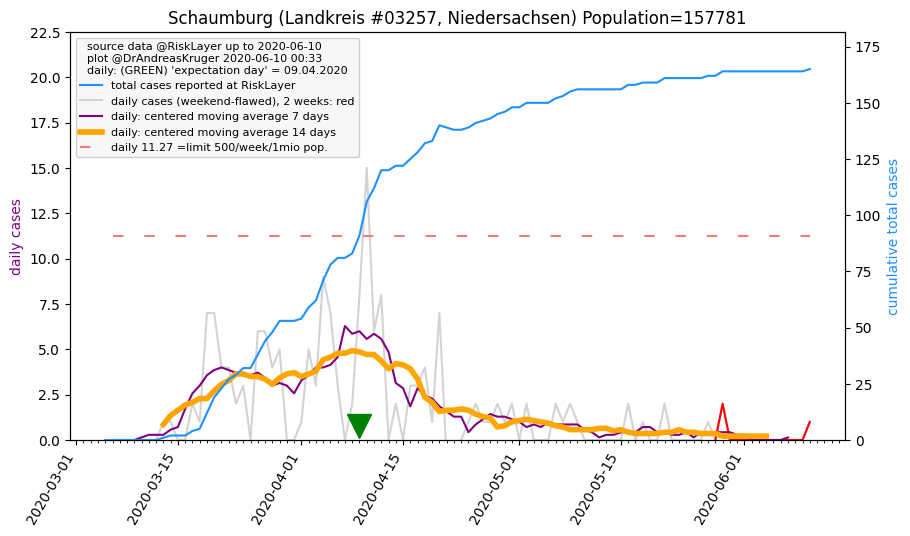 Schaumburg (Landkreis #03257, Niedersachsen) Population=157781
source data @RiskLayer up to 2020-06-10
plot @DrAndreasKruger 2020-06-10 00:33
daily: (GREEN) 'expectation day' = 09.04.2020
total cases reported at RiskLayer
daily cases (weekend-flawed), 2 weeks: red
daily: centered moving average 7 days
daily: centered moving average 14 days
daily 11.27 =limit 500/week/1mio pop.
daily cases
22.5
20.0
17.5
15.0
12.5
10.0
7.5
5.0
2.5
0.0
175
150
125
100
75
50
25
0
cumulative total cases
2020-03-01
2020-03-15
2020-04-01
2020-04-15
2020-05-01
2020-05-15
2020-06-01